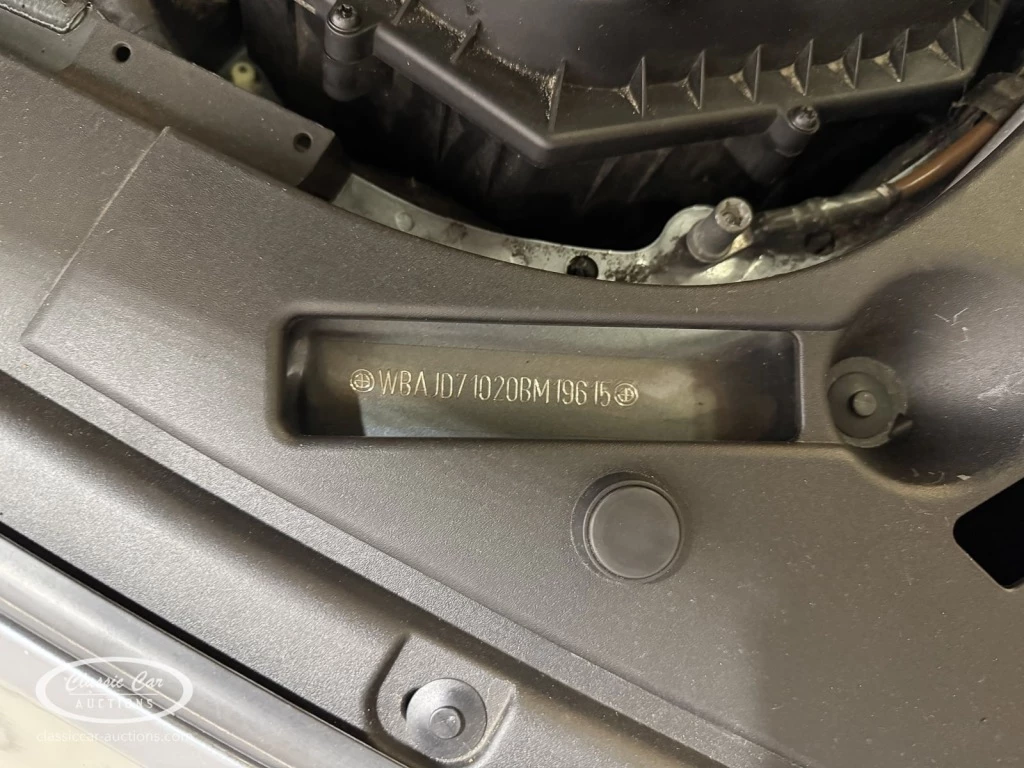 WBAJD71020BM19615
Classic Car
AUCTIONS
classiccar-auctions.com